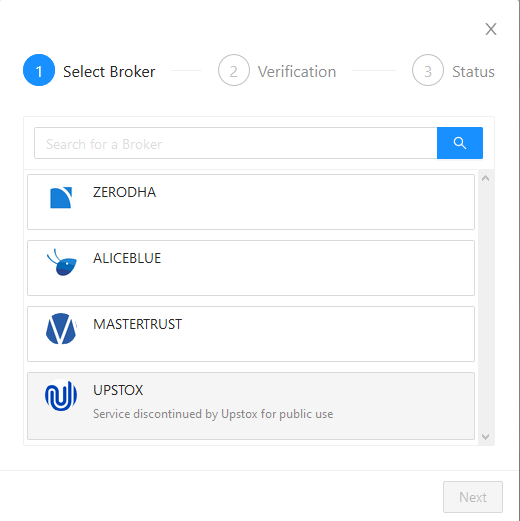 1 Select Broker 2 Verification 3 Status
Search for a Broker
ZERODHA
ALICEBLUE
MASTERTRUST
UPSTOX
Service discontinued by Upstox for public use
Next